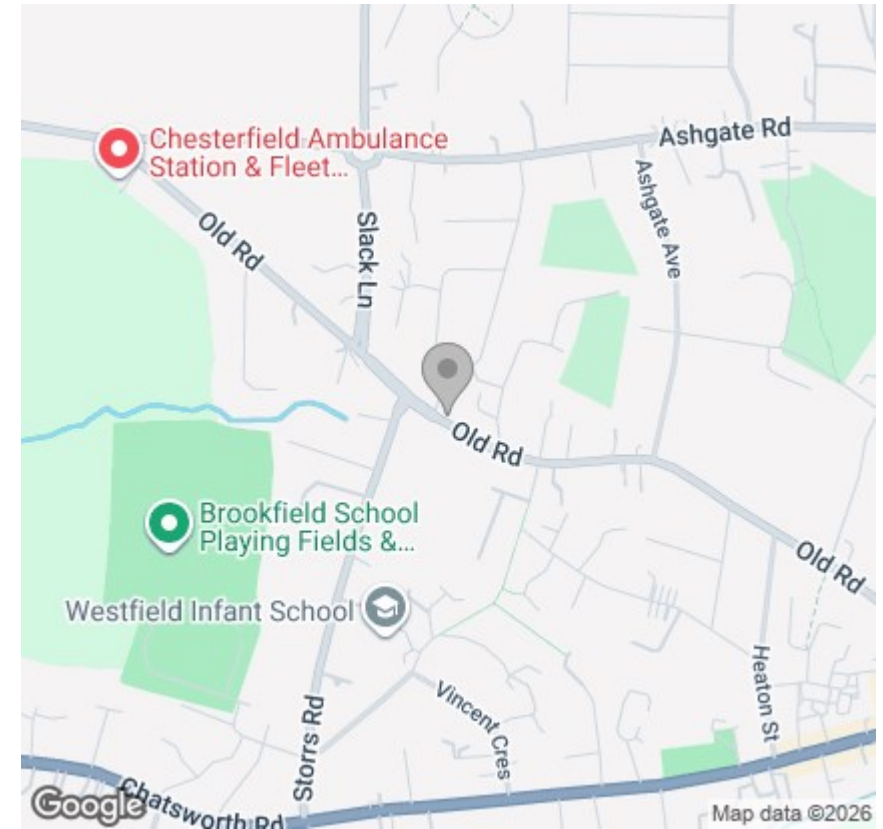 Chesterfield Ambulance
Station & Fleet...
Ashgate Rd
Old Rd
Slack Ln
Ashgate Ave
Old Rd
Brookfield School
Playing Fields &...
Old Rd
Westfield Infant School
Heaton St
Vincent Cres
Storrs Rd
Chatsworth Rd
Google
Map data ©2026